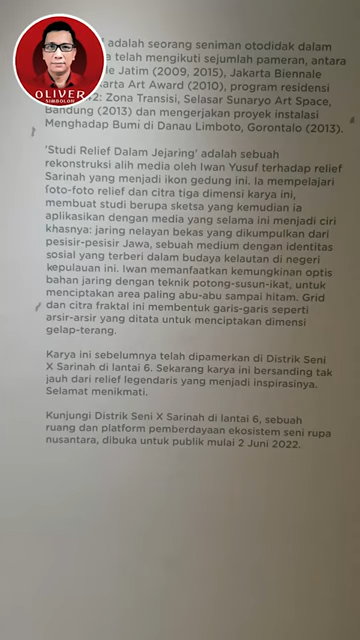 OLIVER
SIMBOLON
adalah seorang seniman otodidak dalam
telah mengikuti sejumlah pameran, antara
Jatim (2009, 2015), Jakarta Biennale
Art Award (2010), program residensi
Zona Transisi, Selasar Sunaryo Art Space,
Bandung (2013) dan mengerjakan proyek instalasi
Menghadap Bumi di Danau Limboto, Gorontalo (2013).
'Studi Relief Dalam Jejaring' adalah sebuah
rekonstruksi alih media oleh Iwan Yusuf terhadap relief
Sarinah yang menjadi ikon gedung ini. Ia mempelajari
foto-foto relief dan citra tiga dimensi karya ini,
membuat studi berupa sketsa yang kemudian ia
aplikasikan dengan media yang selama ini menjadi ciri
khasnya: jaring nelayan bekas yang dikumpulkan dari
pesisir-pesisir Jawa, sebuah medium dengan identitas
sosial yang terberi dalam budaya kelautan di negeri
kepulauan ini. Iwan memanfaatkan kemungkinan optis
bahan jaring dengan teknik potong-susun-ikat, untuk
menciptakan area paling abu-abu sampai hitam. Grid
dan citra fraktal ini membentuk garis-garis seperti
arsir-arsir yang ditata untuk menciptakan dimensi
gelap-terang.
Karya ini sebelumnya telah dipamerkan di Distrik Seni
X Sarinah di lantai 6. Sekarang karya ini bersanding tak
jauh dari relief legendaris yang menjadi inspirasinya.
Selamat menikmati.
Kunjungi Distrik Seni X Sarinah di lantai 6, sebuah
ruang dan platform pemberdayaan ekosistem seni rupa
nusantara, dibuka untuk publik mulai 2 Juni 2022.